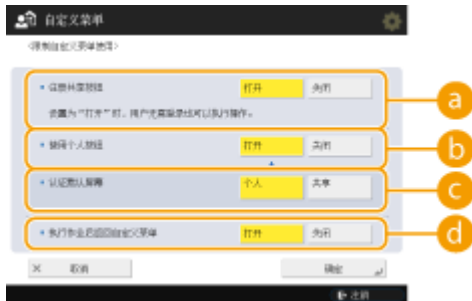 自定义菜单
<限制自定义菜单使用>
• 仅共享按钮 打开 关闭
设置为"打开"时，用户无需登录也可以执行操作。
• 使用个人按钮 打开 关闭
• 认证默认屏幕 个人 共享
• 执行作业后返回自定义菜单 打开 关闭
× 取消 确定
注销
a
b
c
d